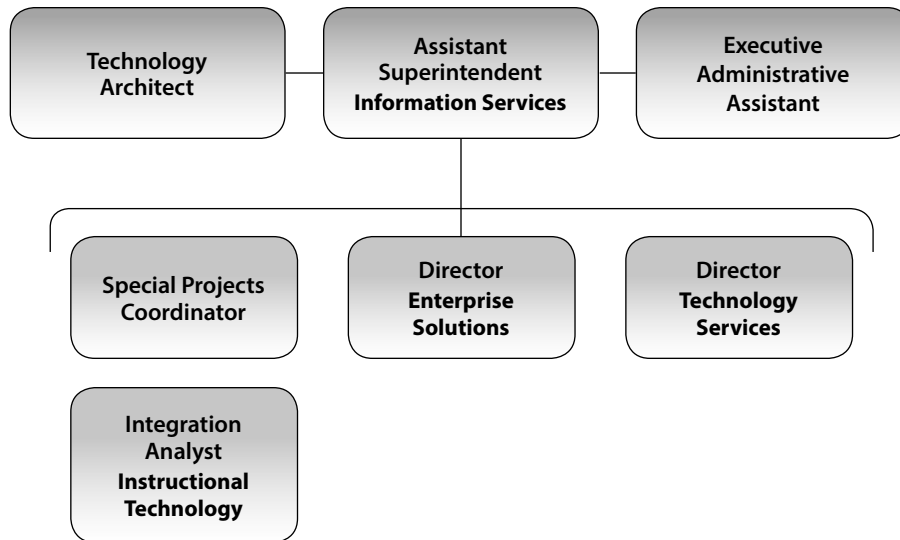 Technology
Architect
Assistant
Superintendent
Information Services
Executive
Administrative
Assistant
Special Projects
Coordinator
Director
Enterprise
Solutions
Director
Technology
Services
Integration
Analyst
Instructional
Technology